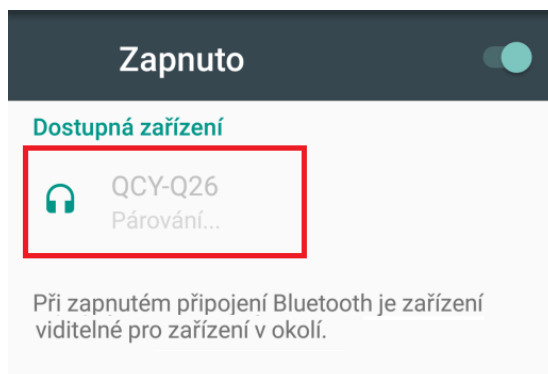 Zapnuto
Dostupná zařízení
QCY-Q26
Párování...
Při zapnutém připojení Bluetooth je zařízení
viditelné pro zařízení v okolí.